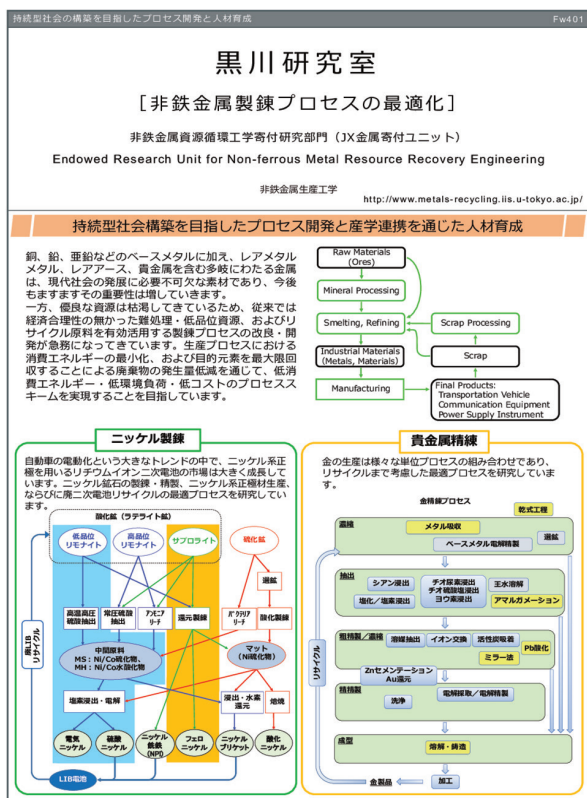 持続型社会の構築を目指したプロセス開発と人材育成
Fw401
黒川研究室
[非鉄金属製錬プロセスの最適化]
非鉄金属資源循環工学寄付研究部門（JX金属寄付ユニット）
Endowed Research Unit for Non-ferrous Metal Resource Recovery Engineering
非鉄金属生産工学
http://www.metals-recycling.iis.u-tokyo.ac.jp/
持続型社会構築を目指したプロセス開発と産学連携を通じた人材育成
銅、鉛、亜鉛などのベースメタルに加え、レアメタル
メタル、レアアース、貴金属を含む多岐にわたる金属
は、現代社会の発展に必要不可欠な素材であり、今後
もますますその重要性は増していきます。
一方、優良な資源は枯渇してきているため、従来では
経済合理性の無かった難処理・低品位資源、およびリ
サイクル原料を有効活用する製錬プロセスの改良・開
発が急務になってきています。生産プロセスにおける
消費エネルギーの最小化、および目的元素を最大限回
収することによる廃棄物の発生量低減を通じて、低消
費エネルギー・低環境負荷・低コストのプロセスス
キームを実現することを目指しています。
Raw Materials
(Ores)
Mineral Processing
Smelting, Refining
Scrap Processing
Industrial Materials
(Metals, Materials)
Scrap
Manufacturing
Final Products:
Transportation Vehicle
Communication Equipment
Power Supply Instrument
ニッケル製錬
自動車の電動化という大きなトレンドの中で、ニッケル系正
極を用いるリチウムイオン二次電池の市場は大きく成長して
います。ニッケル鉱石の製錬・精製、ニッケル系正極材生産、
ならびに廃二次電池リサイクルの最適プロセスを研究してい
ます。
酸化鉱（ラテライト鉱）
低品位
リモナイト
高品位
リモナイト
サプロライト
硫化鉱
選鉱
高温高圧
硫酸抽出
常圧硫酸
抽出
アンモニア
リーチ
還元製錬
バクテリア
リーチ
酸化製錬
廃LIB
リサイクル
中間原料
MS：Ni/Co硫化物、
MH：Ni/Co水酸化物
マット
（Ni硫化物）
塩素浸出・電解
浸出・水素
還元
焙焼
電気
ニッケル
硫酸
ニッケル
ニッケル
銑鉄
(NPI)
フェロ
ニッケル
ニッケル
ブリケット
酸化ニ
ッケル
LIB電池
貴金属精練
金の生産は様々な単位プロセスの組み合わせであり、
リサイクルまで考慮した最適プロセスを研究していま
す。
金精錬プロセス
乾式工程
濃縮
メタル吸収
ベースメタル電解精製
選鉱
抽出
シアン浸出
チオ尿素浸出
チオ硫酸塩浸出
ヨウ素浸出
王水溶解
塩化／塩素浸出
アマルガメーション
粗精製／濃縮
溶媒抽出
イオン交換
活性炭吸着
Pb酸化
ミラー法
Znセメンテーション
Au還元
精精製
洗浄
電解採取／電解精製
成型
溶解・鋳造
リサイクル
金製品
加工